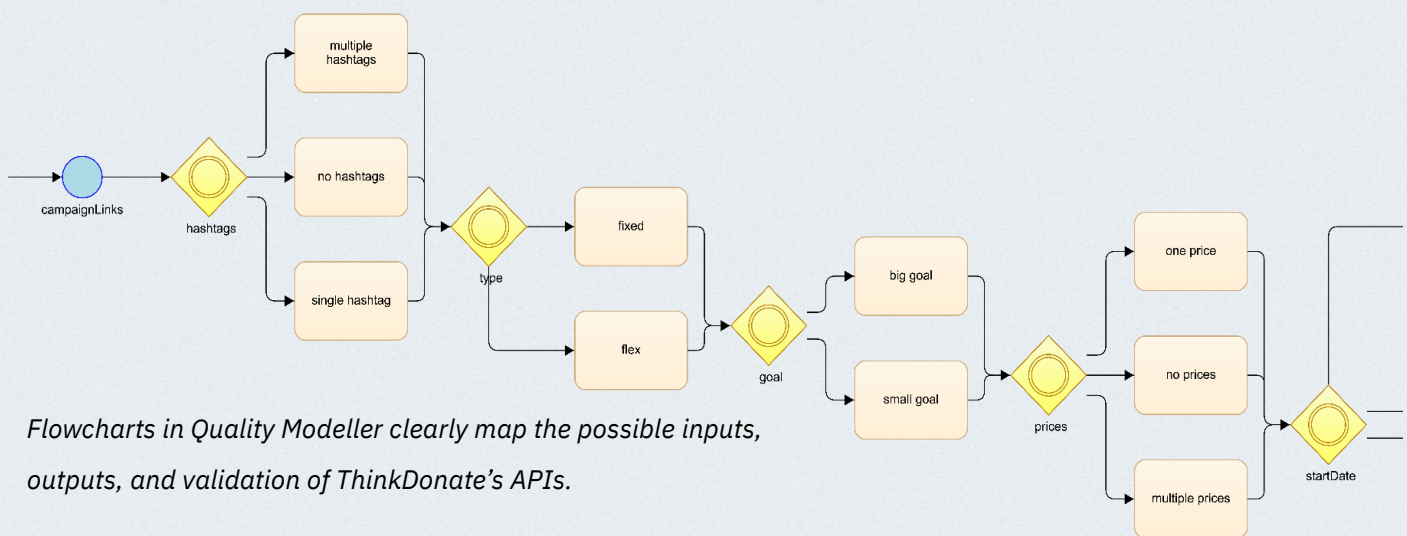 multiple
hashtags
campaignLinks
hashtags
no hashtags
single hashtag
type
fixed
flex
goal
big goal
small goal
prices
one price
no prices
multiple prices
startDate
Flowcharts in Quality Modeller clearly map the possible inputs,
outputs, and validation of ThinkDonate’s APIs.